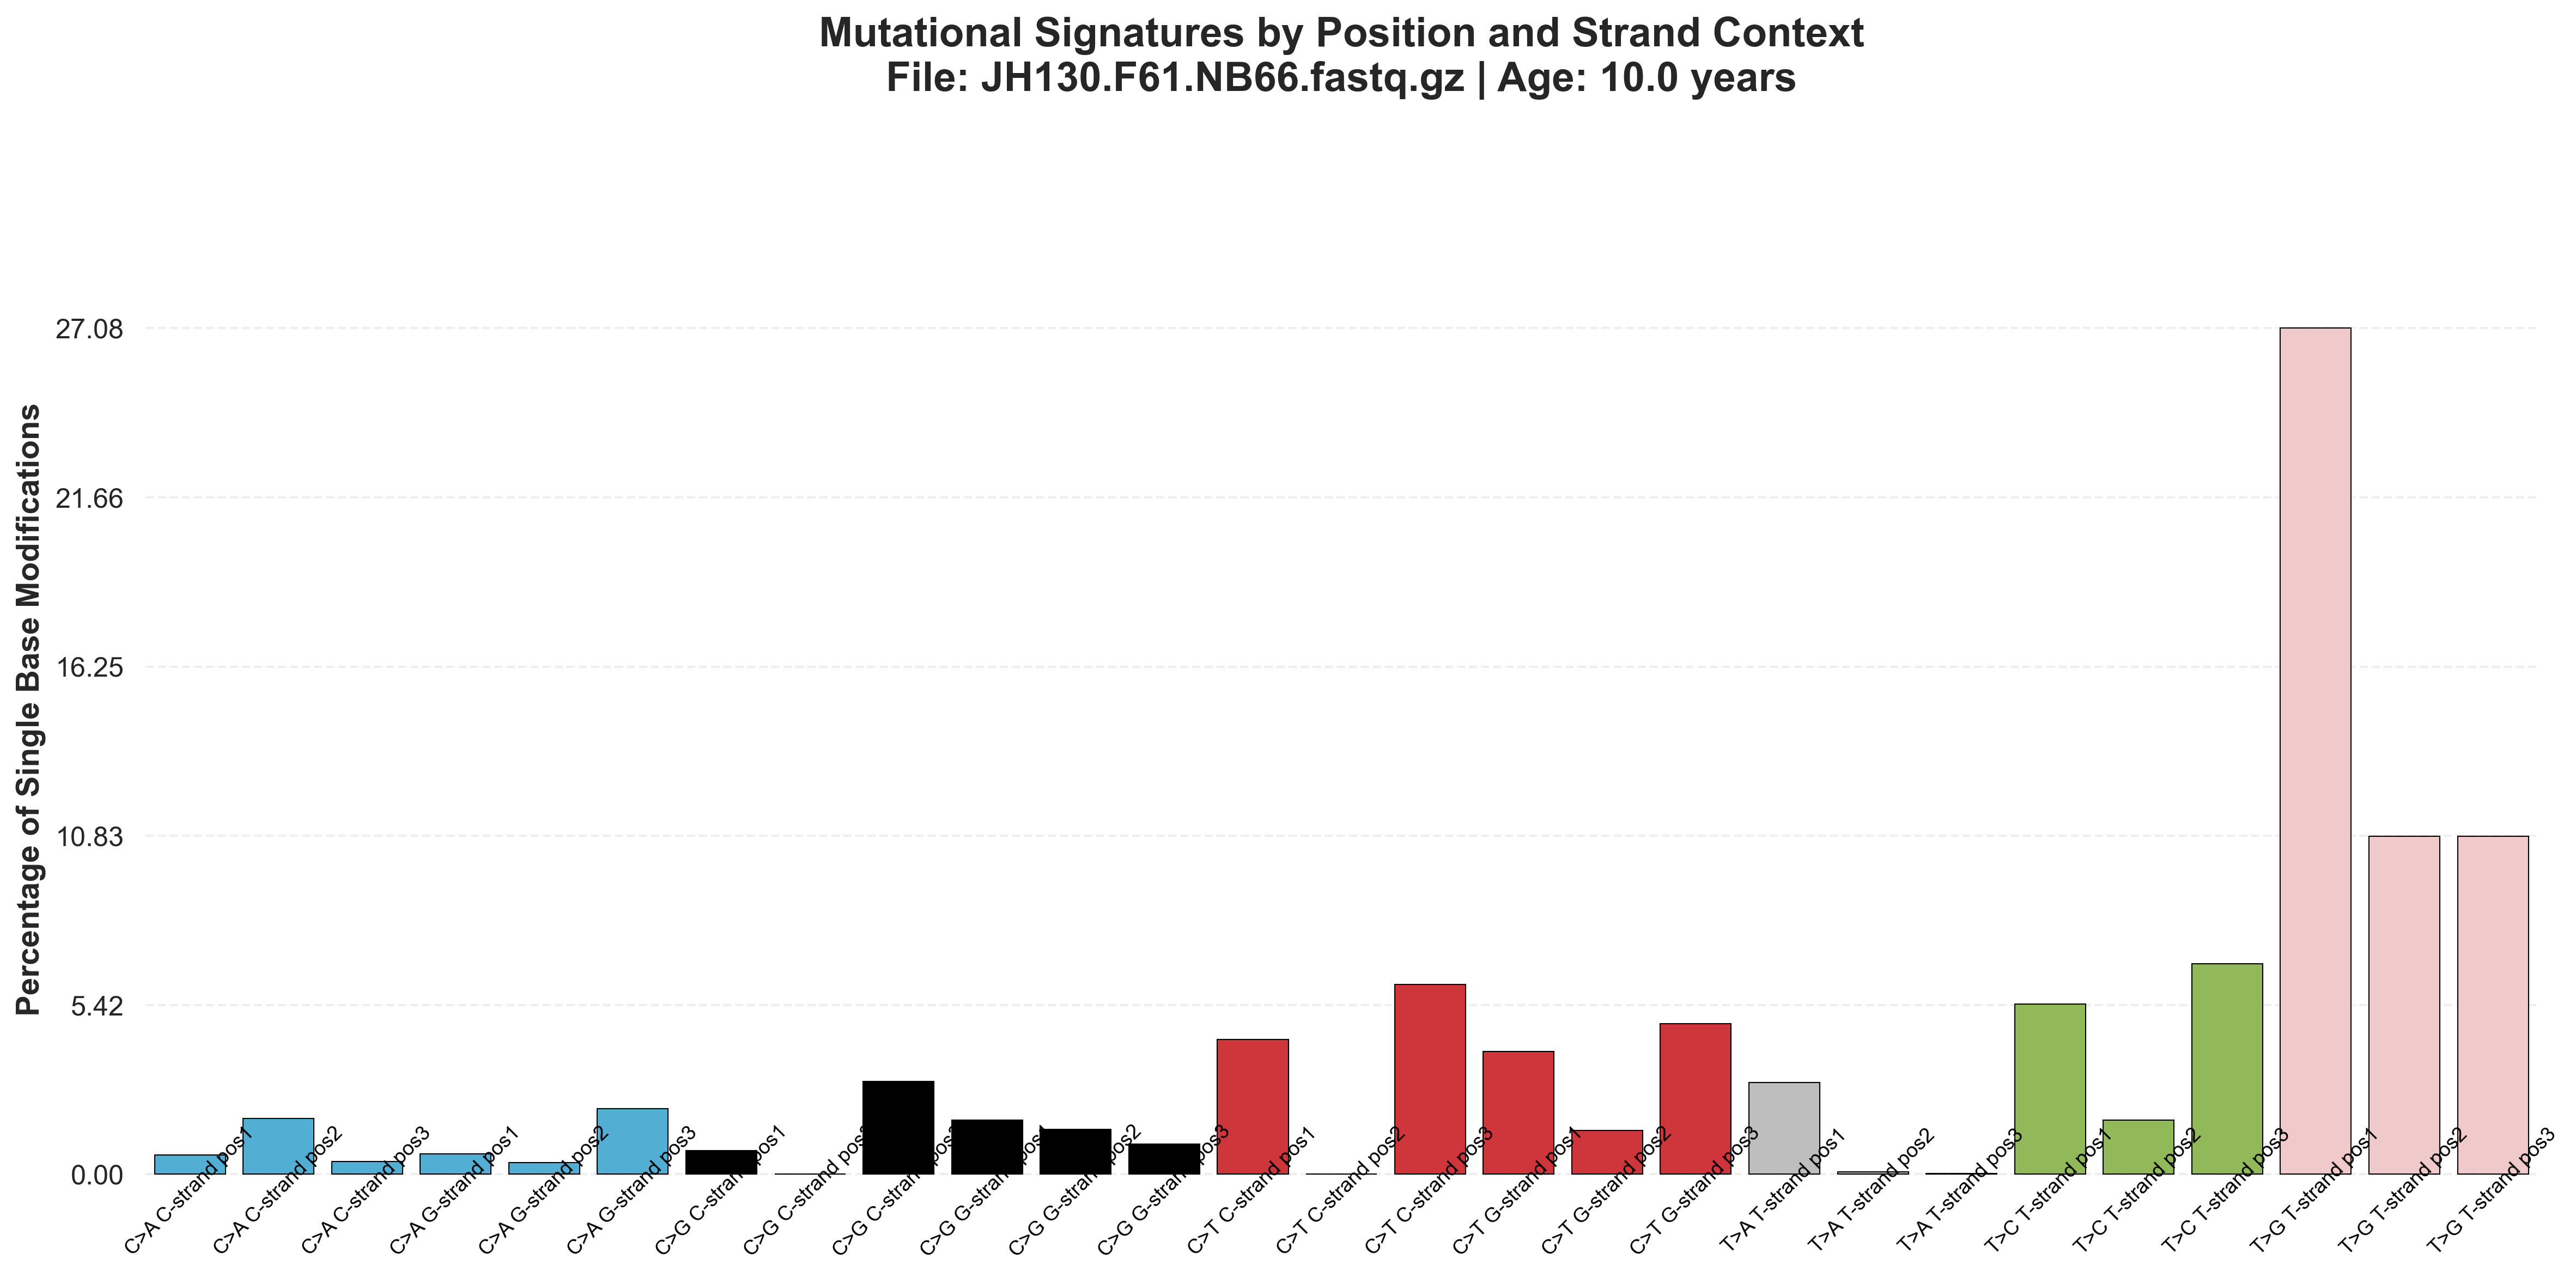 Mutational Signatures by Position and Strand Context
File: JH130.F61.NB66.fastq.gz | Age: 10.0 years
Percentage of Single Base Modifications
27.08
21.66
16.25
10.83
5.42
0.00
C>A C-strand pos1
C>A C-strand pos2
C>A C-strand pos3
C>A G-strand pos1
C>A G-strand pos2
C>A G-strand pos3
C>G C-strand pos1
C>G C-strand pos2
C>G C-strand pos3
C>G G-strand pos1
C>G G-strand pos2
C>G G-strand pos3
C>T C-strand pos1
C>T C-strand pos2
C>T C-strand pos3
C>T G-strand pos1
C>T G-strand pos2
C>T G-strand pos3
T>A T-strand pos1
T>A T-strand pos2
T>A T-strand pos3
T>C T-strand pos1
T>C T-strand pos2
T>C T-strand pos3
T>G T-strand pos1
T>G T-strand pos2
T>G T-strand pos3